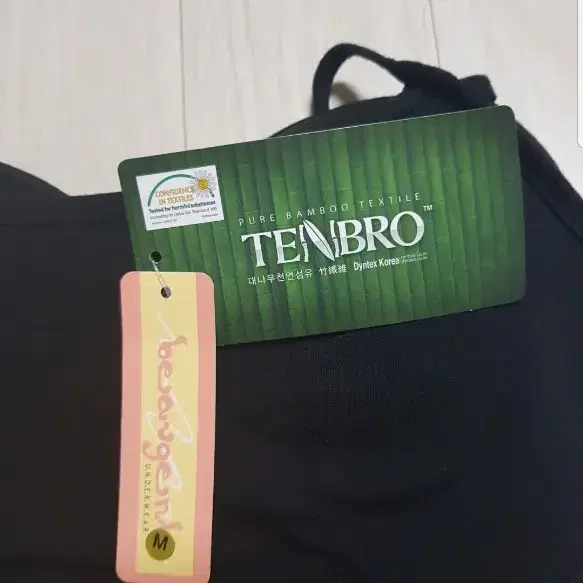 CONFIDENCE
IN TEXTILES
Tested for harmful substances
PURE BAMBOO TEXTILE
TENBRO™
대나무천연섬유 竹纖維 Dyntex Korea
UNDERWEAR
M